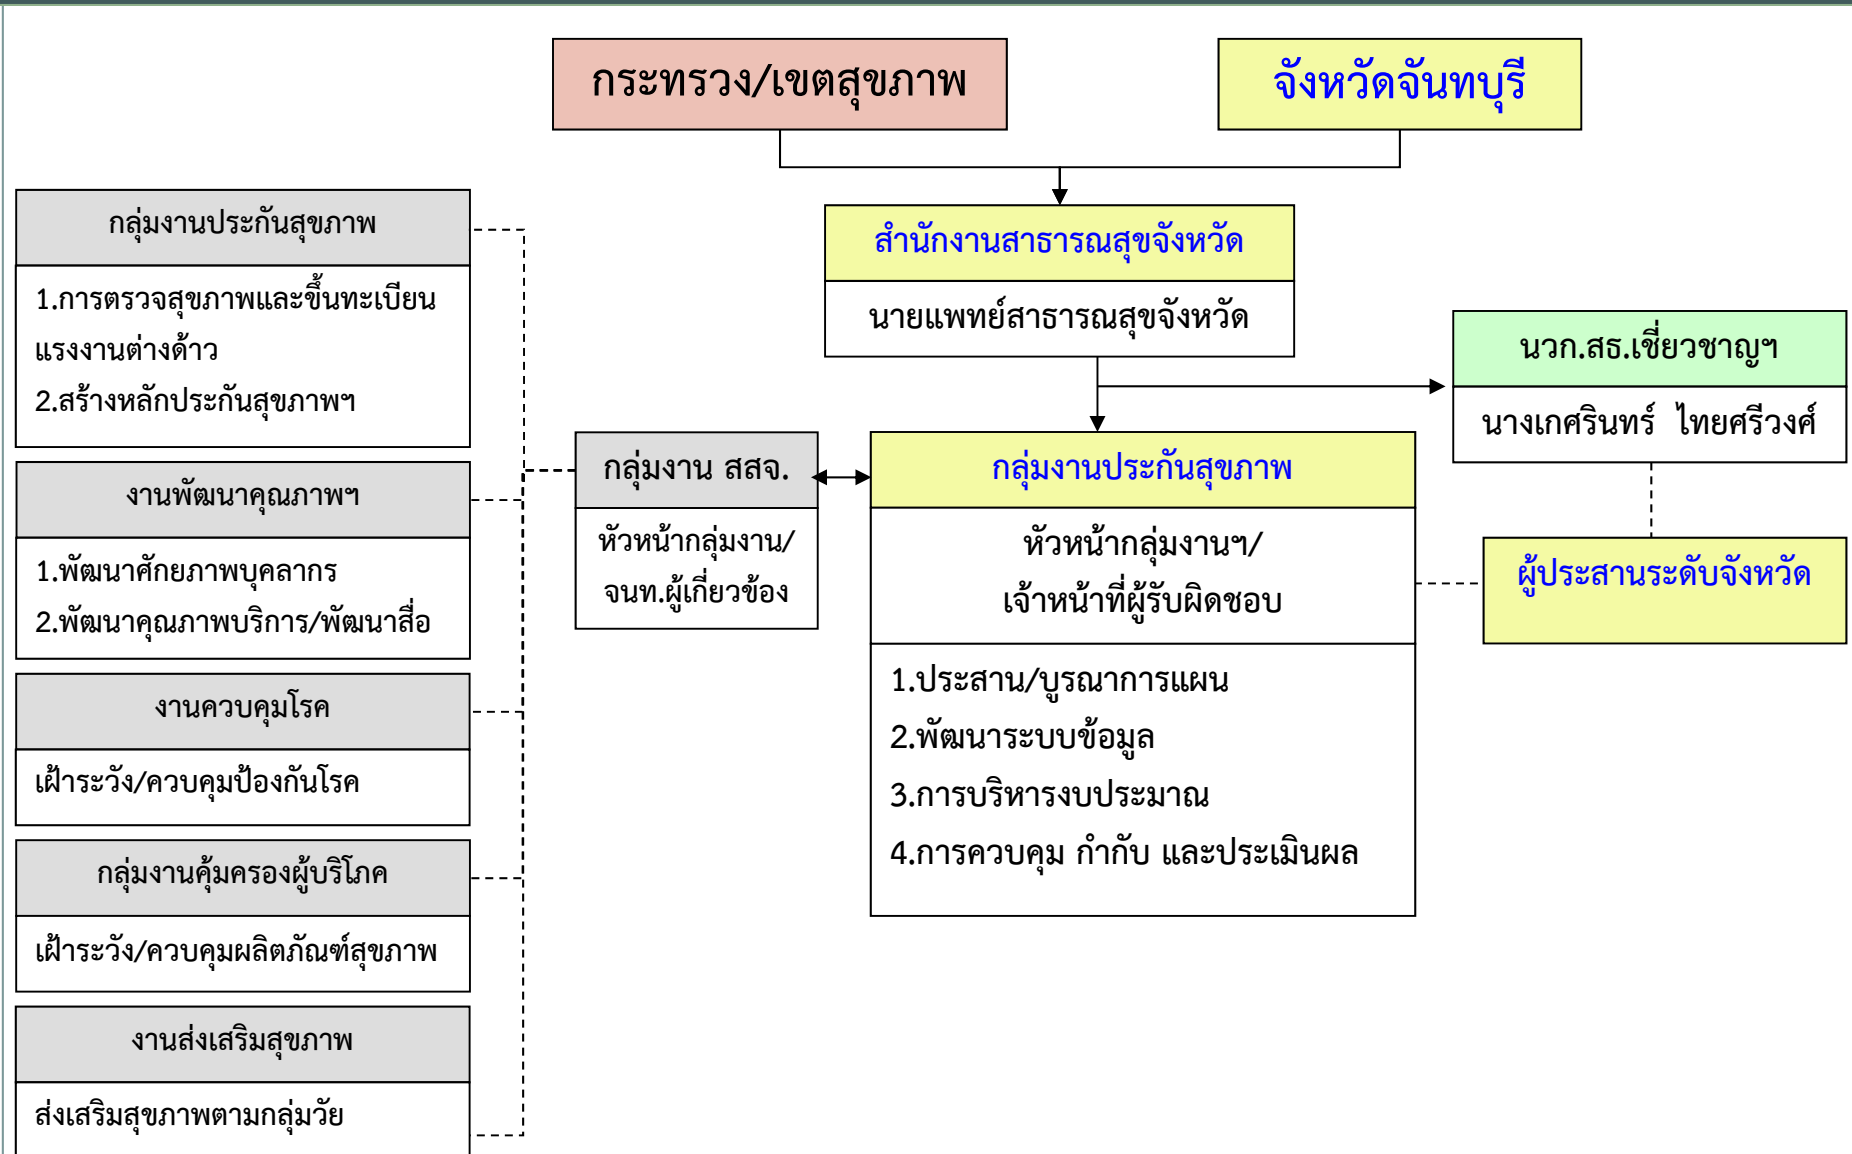 กระทรวง/เขตสุขภาพ
จังหวัดจันทบุรี
สำนักงานสาธารณสุขจังหวัด
นายแพทย์สาธารณสุขจังหวัด
นวก.สธ.เชี่ยวชาญฯ
นางเกศรินทร์ ไทยศรีวงศ์
ผู้ประสานระดับจังหวัด
กลุ่มงานประกันสุขภาพ
หัวหน้ากลุ่มงานฯ/
เจ้าหน้าที่ผู้รับผิดชอบ
1.ประสาน/บูรณาการแผน
2.พัฒนาระบบข้อมูล
3.การบริหารงบประมาณ
4.การควบคุม กำกับ และประเมินผล
กลุ่มงาน สสจ.
หัวหน้ากลุ่มงาน/
จนท.ผู้เกี่ยวข้อง
กลุ่มงานประกันสุขภาพ
1.การตรวจสุขภาพและขึ้นทะเบียน
แรงงานต่างด้าว
2.สร้างหลักประกันสุขภาพฯ
งานพัฒนาคุณภาพฯ
1.พัฒนาศักยภาพบุคลากร
2.พัฒนาคุณภาพบริการ/พัฒนาสื่อ
งานควบคุมโรค
เฝ้าระวัง/ควบคุมป้องกันโรค
กลุ่มงานคุ้มครองผู้บริโภค
เฝ้าระวัง/ควบคุมผลิตภัณฑ์สุขภาพ
งานส่งเสริมสุขภาพ
ส่งเสริมสุขภาพตามกลุ่มวัย